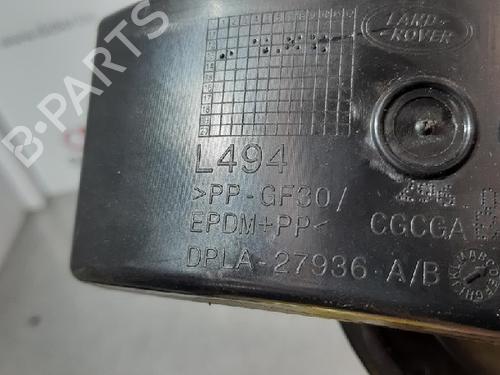 LAND-
ROVER
L494
>PP-GF30/
EPDM+PP<
CGCGA
DPLA-27936-A/B
B-PARTS